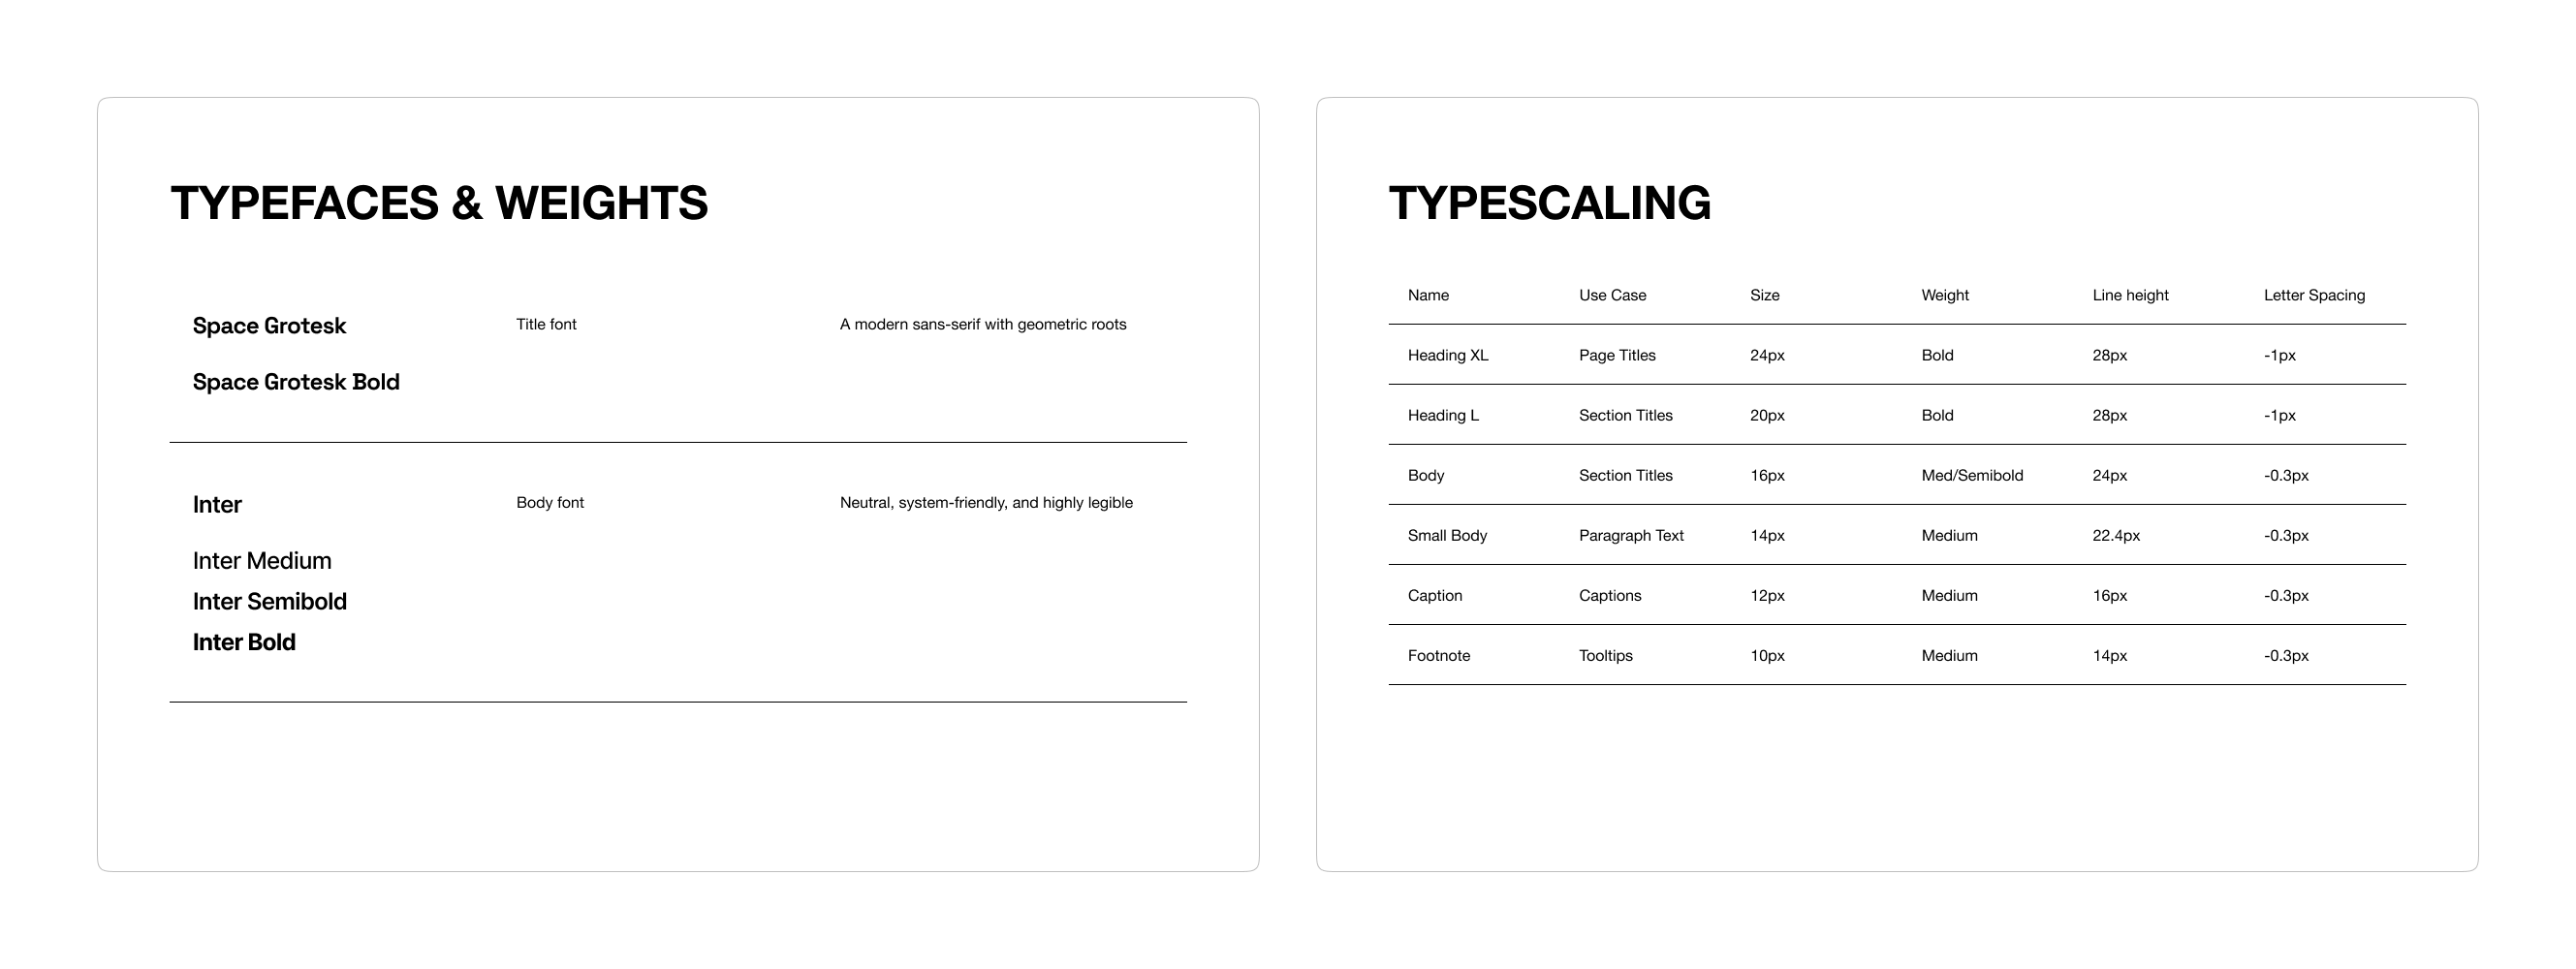 TYPEFACES & WEIGHTS
Space Grotesk Title font A modern sans-serif with geometric roots
Space Grotesk Bold
Inter Body font Neutral, system-friendly, and highly legible
Inter Medium
Inter Semibold
Inter Bold
TYPESCALING
Name Use Case Size Weight Line height Letter Spacing
Heading XL Page Titles 24px Bold 28px -1px
Heading L Section Titles 20px Bold 28px -1px
Body Section Titles 16px Med/Semibold 24px -0.3px
Small Body Paragraph Text 14px Medium 22.4px -0.3px
Caption Captions 12px Medium 16px -0.3px
Footnote Tooltips 10px Medium 14px -0.3px